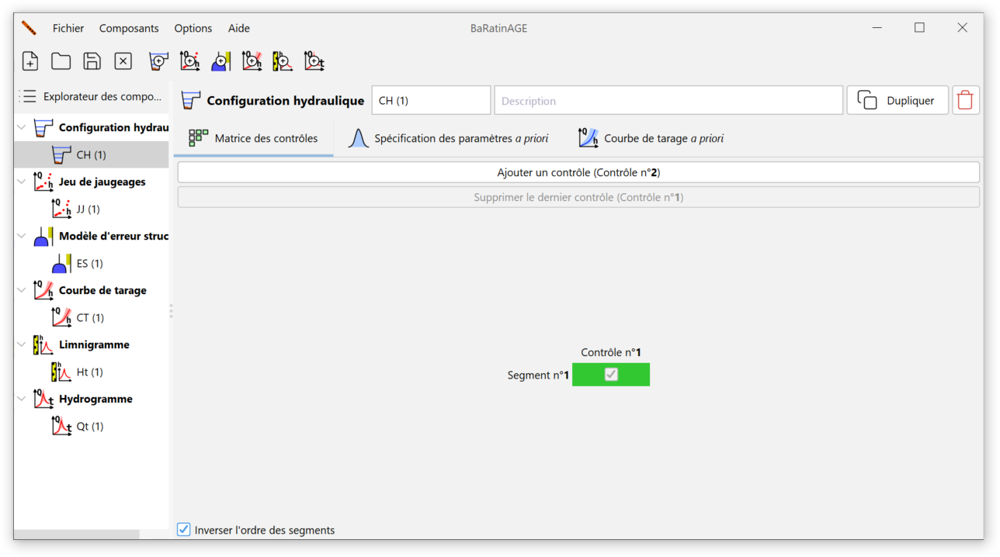 Fichier Composants Options Aide BaRatinAGE
Explorateur des compo...
Configuration hydraulique CH (1) Description Dupliquer
Configuration hydrau
CH (1)
Jeu de jaugeages
JJ (1)
Modèle d'erreur struc
ES (1)
Courbe de tarage
CT (1)
Limnigramme
Ht (1)
Hydrogramme
Qt (1)
Matrice des contrôles Spécification des paramètres a priori Courbe de tarage a priori
Ajouter un contrôle (Contrôle n°2)
Supprimer le dernier contrôle (Contrôle n°1)
Contrôle n°1
Segment n°1
Inverser l'ordre des segments